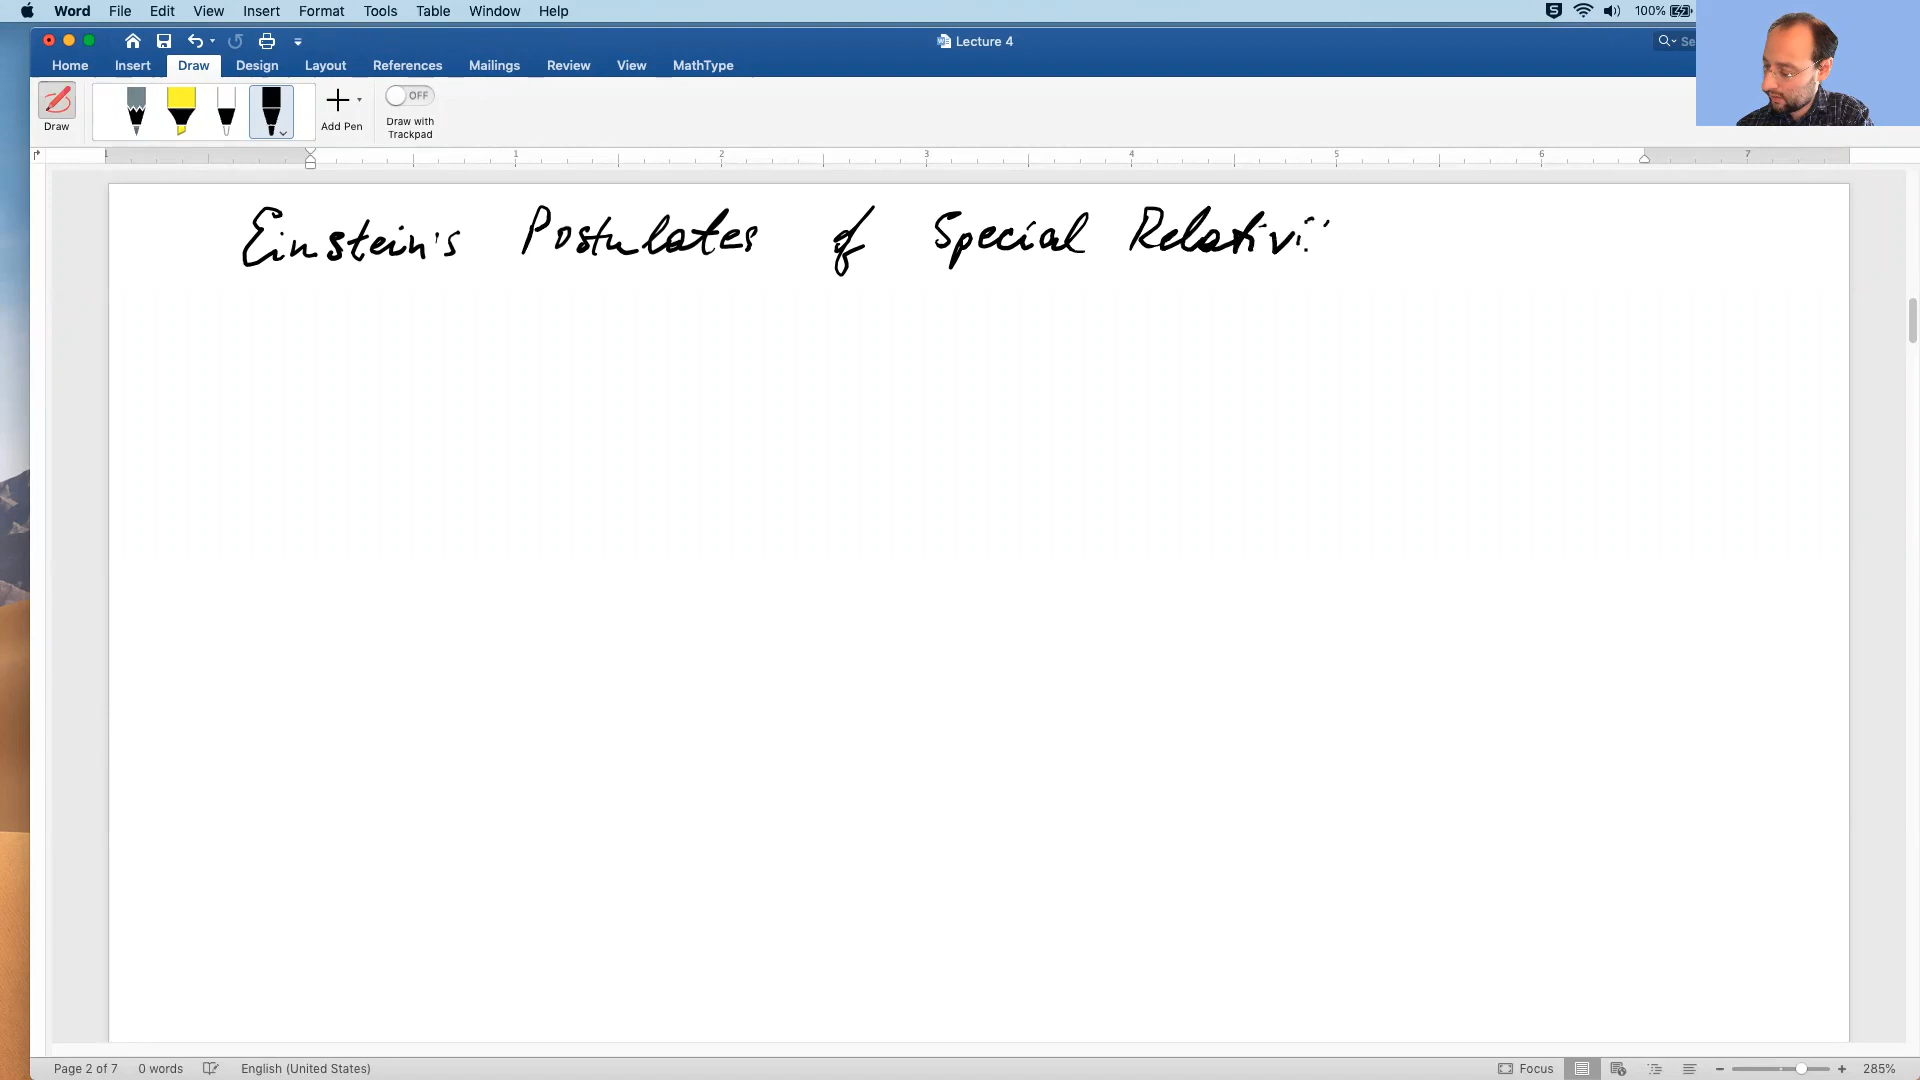 Word File Edit View Insert Format Tools Table Window Help 100%
Lecture 4
Home Insert Draw Design Layout References Mailings Review View MathType
Draw Add Pen OFF Draw with Trackpad
1 1 2 3 4 5 6 7
Einstein's Postulates of Special Relativi
Page 2 of 7 0 words English (United States) Focus 285%